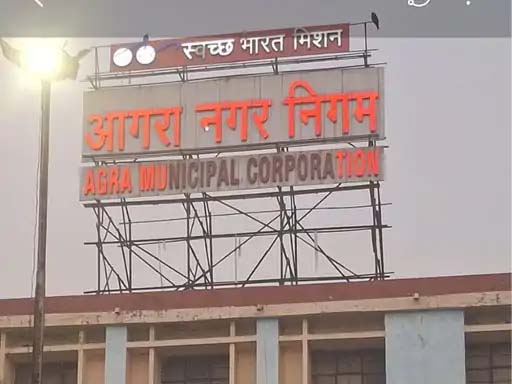 स्वच्छ भारत मिशन
आगरा नगर निगम
AGRA MUNICIPAL CORPORATION